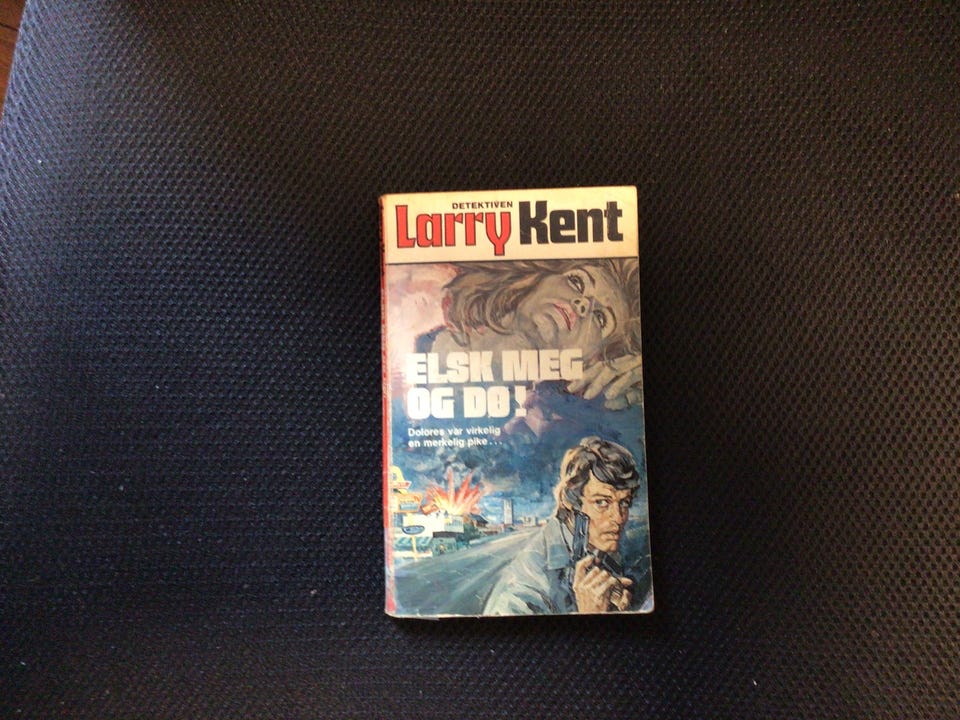 DETEKTIVEN
Larry Kent
ELSK MEG
OG DØ!
Dolores var virkelig
en merkelig pike...